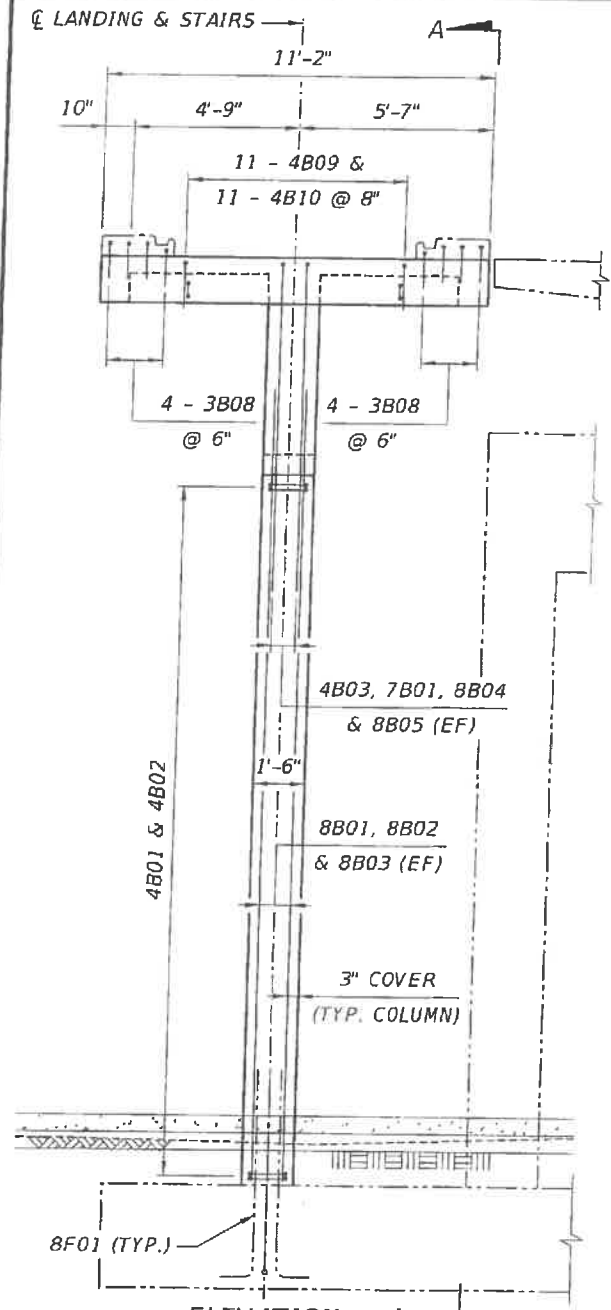 ℄ LANDING & STAIRS
A
11'-2"
10"
4'-9"
5'-7"
11 - 4B09 &
11 - 4B10 @ 8"
4 - 3B08
@ 6"
4 - 3B08
@ 6"
4B03, 7B01, 8B04
& 8B05 (EF)
1'-6"
4B01 & 4B02
8B01, 8B02
& 8B03 (EF)
3" COVER
(TYP. COLUMN)
8F01 (TYP.)
ELEVATION